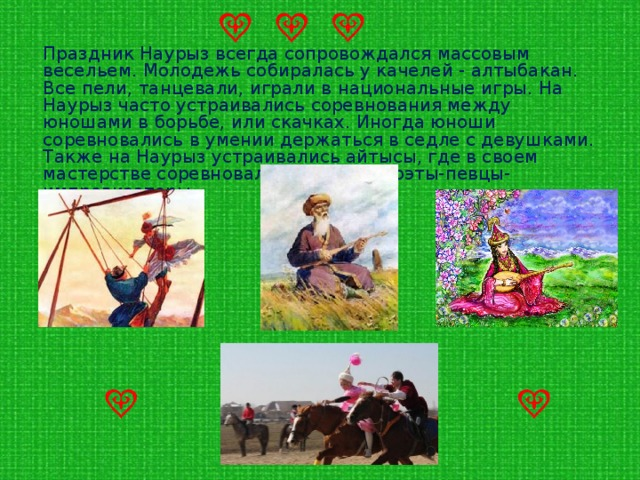 Праздник Наурыз всегда сопровождался массовым
весельем. Молодежь собиралась у качелей - алтыбакан.
Все пели, танцевали, играли в национальные игры. На
Наурыз часто устраивались соревнования между
юношами в борьбе, или скачках. Иногда юноши
соревновались в умении держаться в седле с девушками.
Также на Наурыз устраивались айтысы, где в своем
мастерстве соревновал эты-певцы-